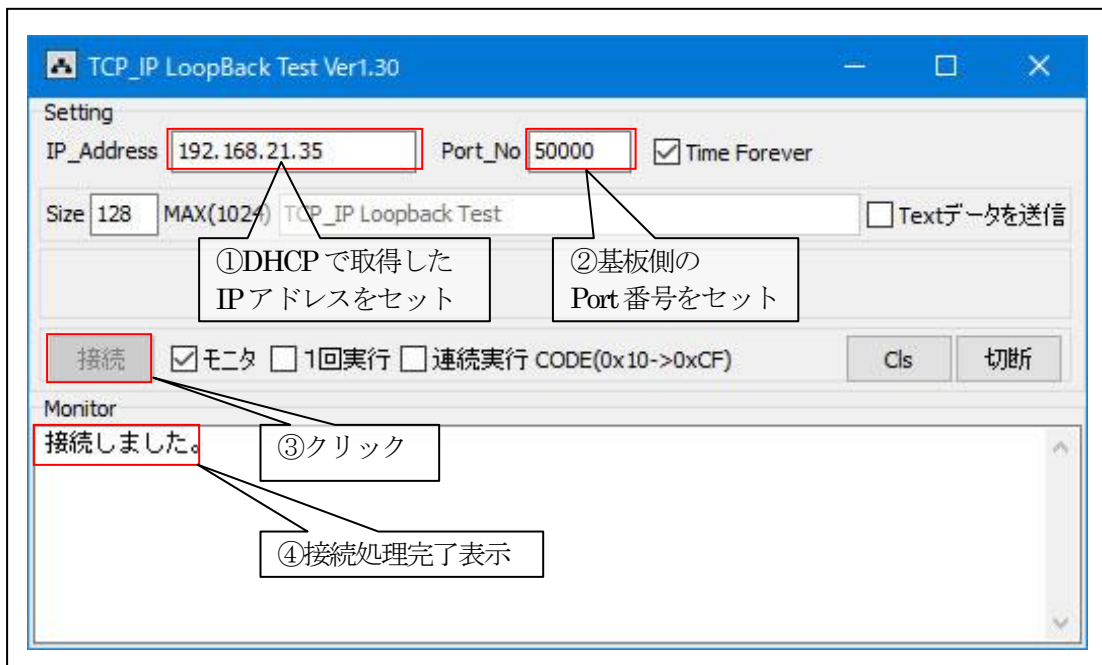 TCP_IP LoopBack Test Ver1.30
Setting
IP_Address 192.168.21.35 Port_No 50000 Time Forever
Size 128 MAX(1024) TCP_IP Loopback Test Textデータを送信
①DHCPで取得した
IPアドレスをセット
②基板側の
Port番号をセット
接続 モニタ 1回実行 連続実行 CODE(0x10->0xCF) Cls 切断
Monitor
接続しました。
③クリック
④接続処理完了表示